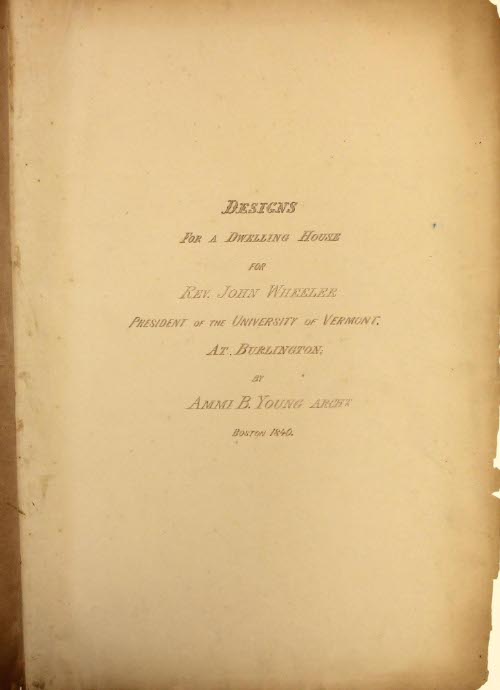 DESIGNS
FOR A DWELLING HOUSE
FOR
REV. JOHN WHEELER
PRESIDENT OF THE UNIVERSITY OF VERMONT.
AT BURLINGTON;
BY
AMMI B. YOUNG ARCHT
BOSTON 1840.